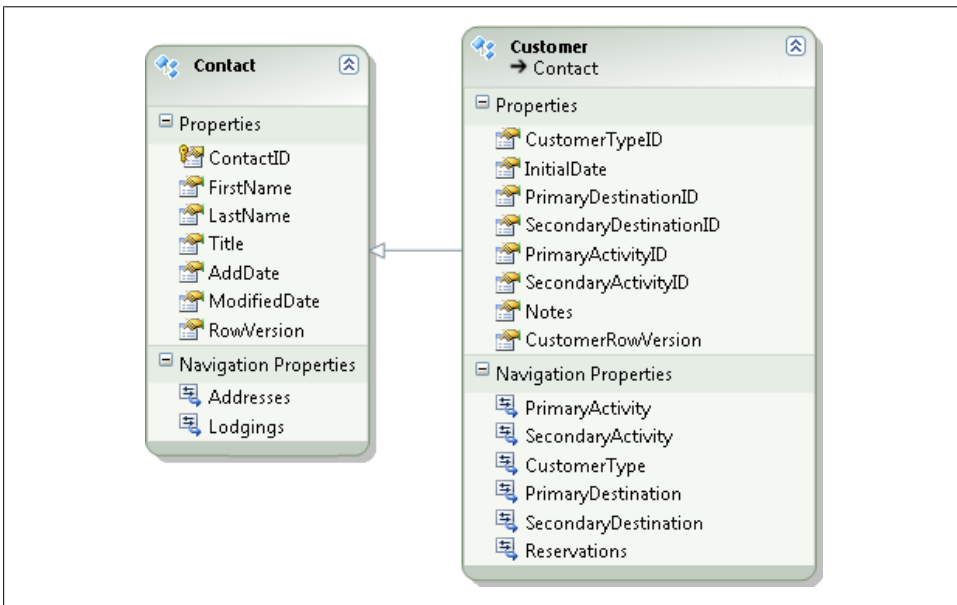 Contact
Properties
ContactID
FirstName
LastName
Title
AddDate
ModifiedDate
RowVersion
Navigation Properties
Addresses
Lodgings
Customer
➔ Contact
Properties
CustomerTypeID
InitialDate
PrimaryDestinationID
SecondaryDestinationID
PrimaryActivityID
SecondaryActivityID
Notes
CustomerRowVersion
Navigation Properties
PrimaryActivity
SecondaryActivity
CustomerType
PrimaryDestination
SecondaryDestination
Reservations